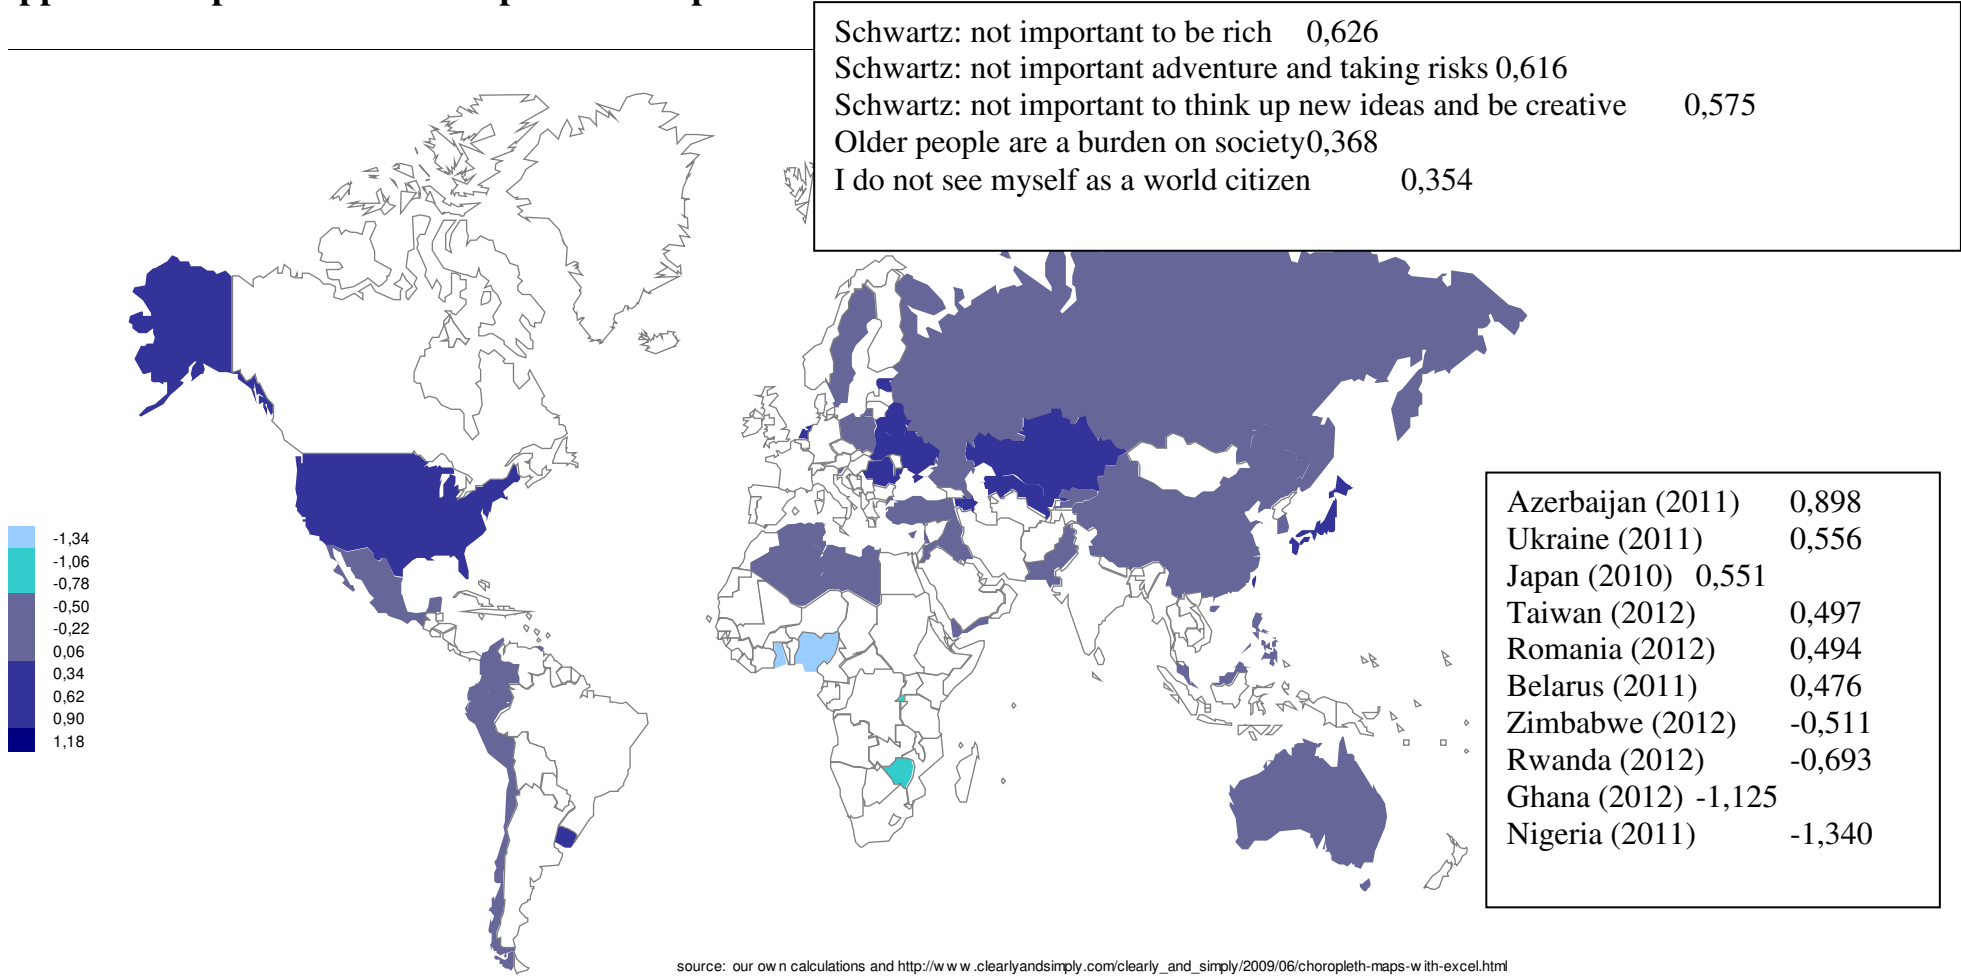 Schwartz: not important to be rich 0,626
Schwartz: not important adventure and taking risks 0,616
Schwartz: not important to think up new ideas and be creative 0,575
Older people are a burden on society0,368
I do not see myself as a world citizen 0,354
-1,34
-1,06
-0,78
-0,50
-0,22
0,06
0,34
0,62
0,90
1,18
Azerbaijan (2011) 0,898
Ukraine (2011) 0,556
Japan (2010) 0,551
Taiwan (2012) 0,497
Romania (2012) 0,494
Belarus (2011) 0,476
Zimbabwe (2012) -0,511
Rwanda (2012) -0,693
Ghana (2012) -1,125
Nigeria (2011) -1,340
source: our own calculations and http://www.clearlyandsimply.com/clearly_and_simply/2009/06/choropleth-maps-with-excel.html